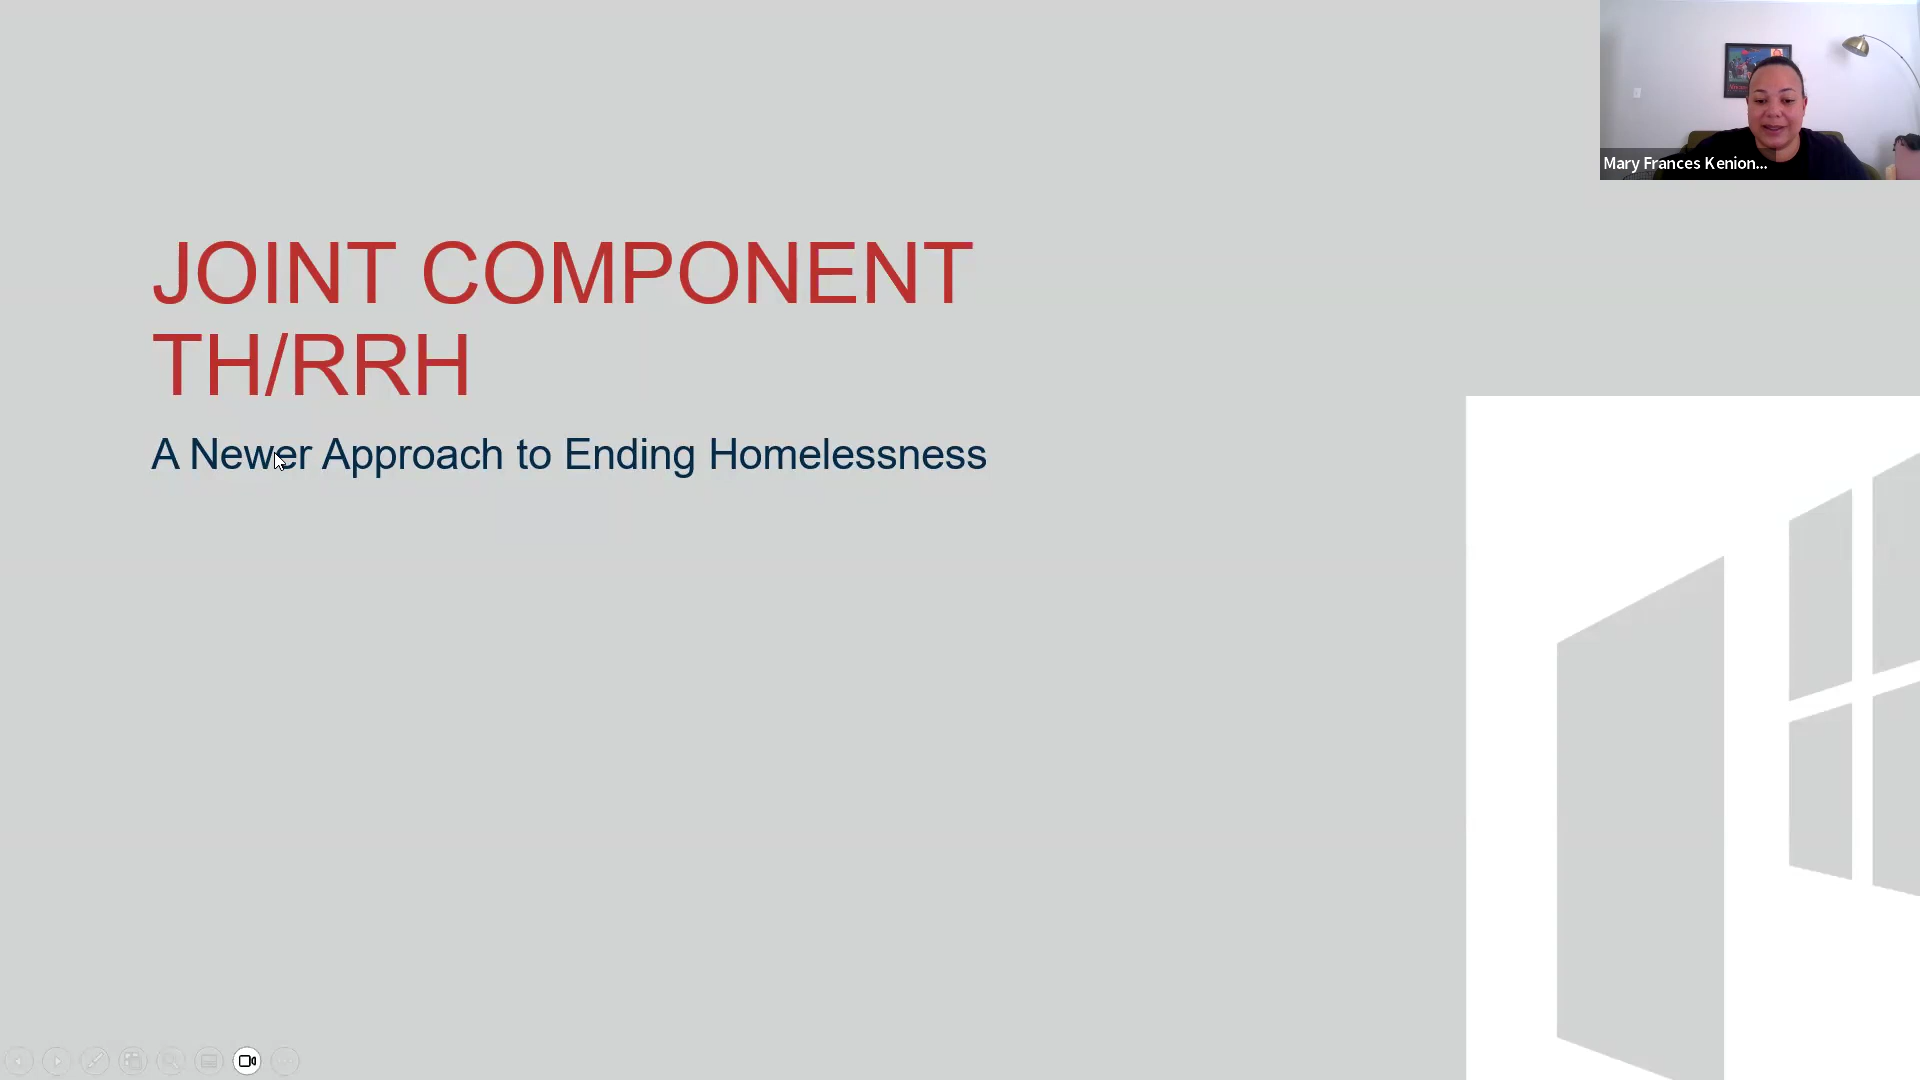 Mary Frances Kenion...
JOINT COMPONENT
TH/RRH
A Newer Approach to Ending Homelessness